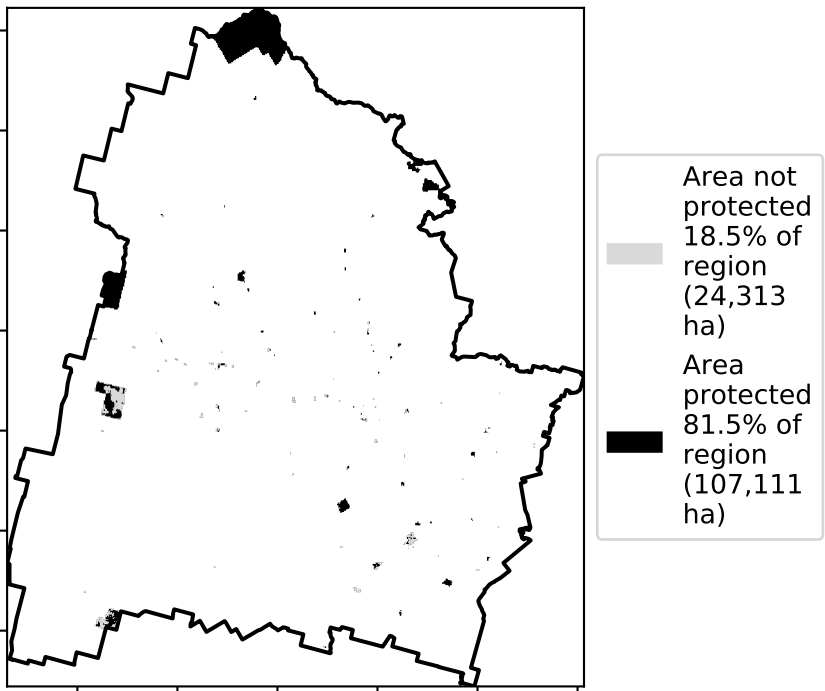 Area not
protected
18.5% of
region
(24,313
ha)
Area
protected
81.5% of
region
(107,111
ha)